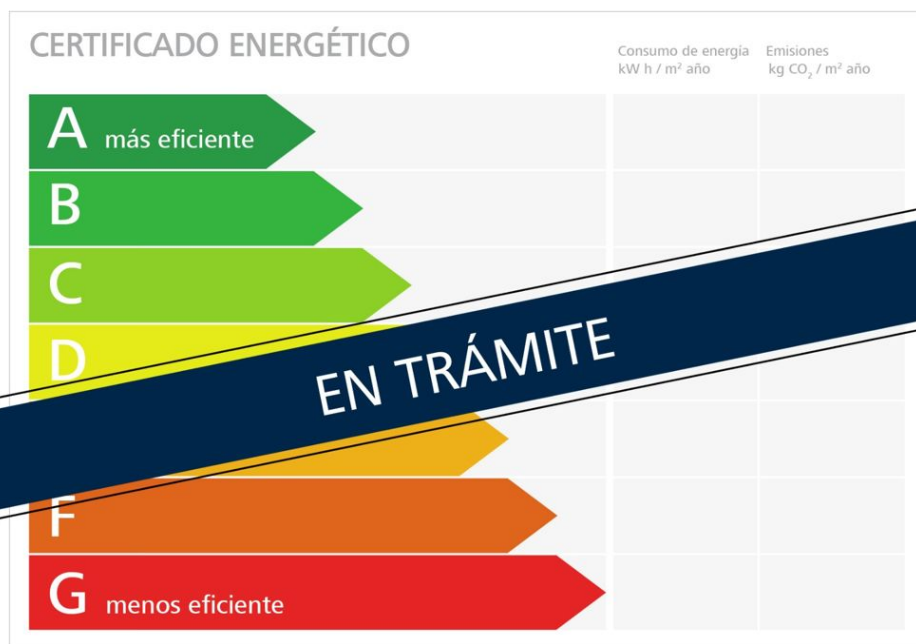 CERTIFICADO ENERGÉTICO
Consumo de energía
kW h / m² año
Emisiones
kg CO₂ / m² año
A más eficiente
B
C
D
EN TRÁMITE
F
G menos eficiente